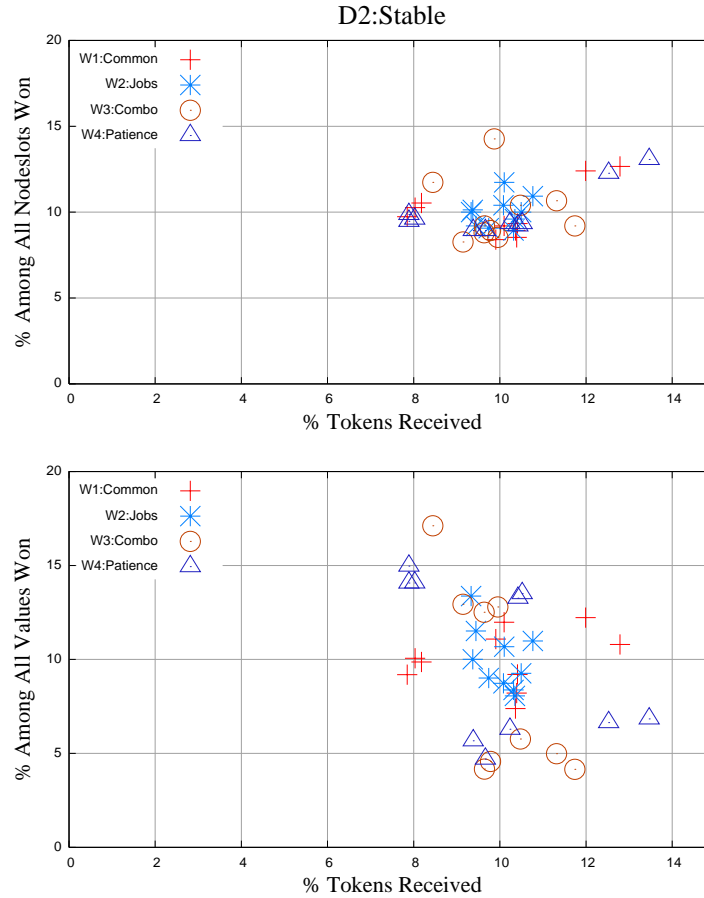 D2:Stable
% Among All Nodeslots Won
20
15
10
5
0
W1:Common
W2:Jobs
W3:Combo
W4:Patience
0 2 4 6 8 10 12 14
% Tokens Received
% Among All Values Won
20
15
10
5
0
W1:Common
W2:Jobs
W3:Combo
W4:Patience
0 2 4 6 8 10 12 14
% Tokens Received